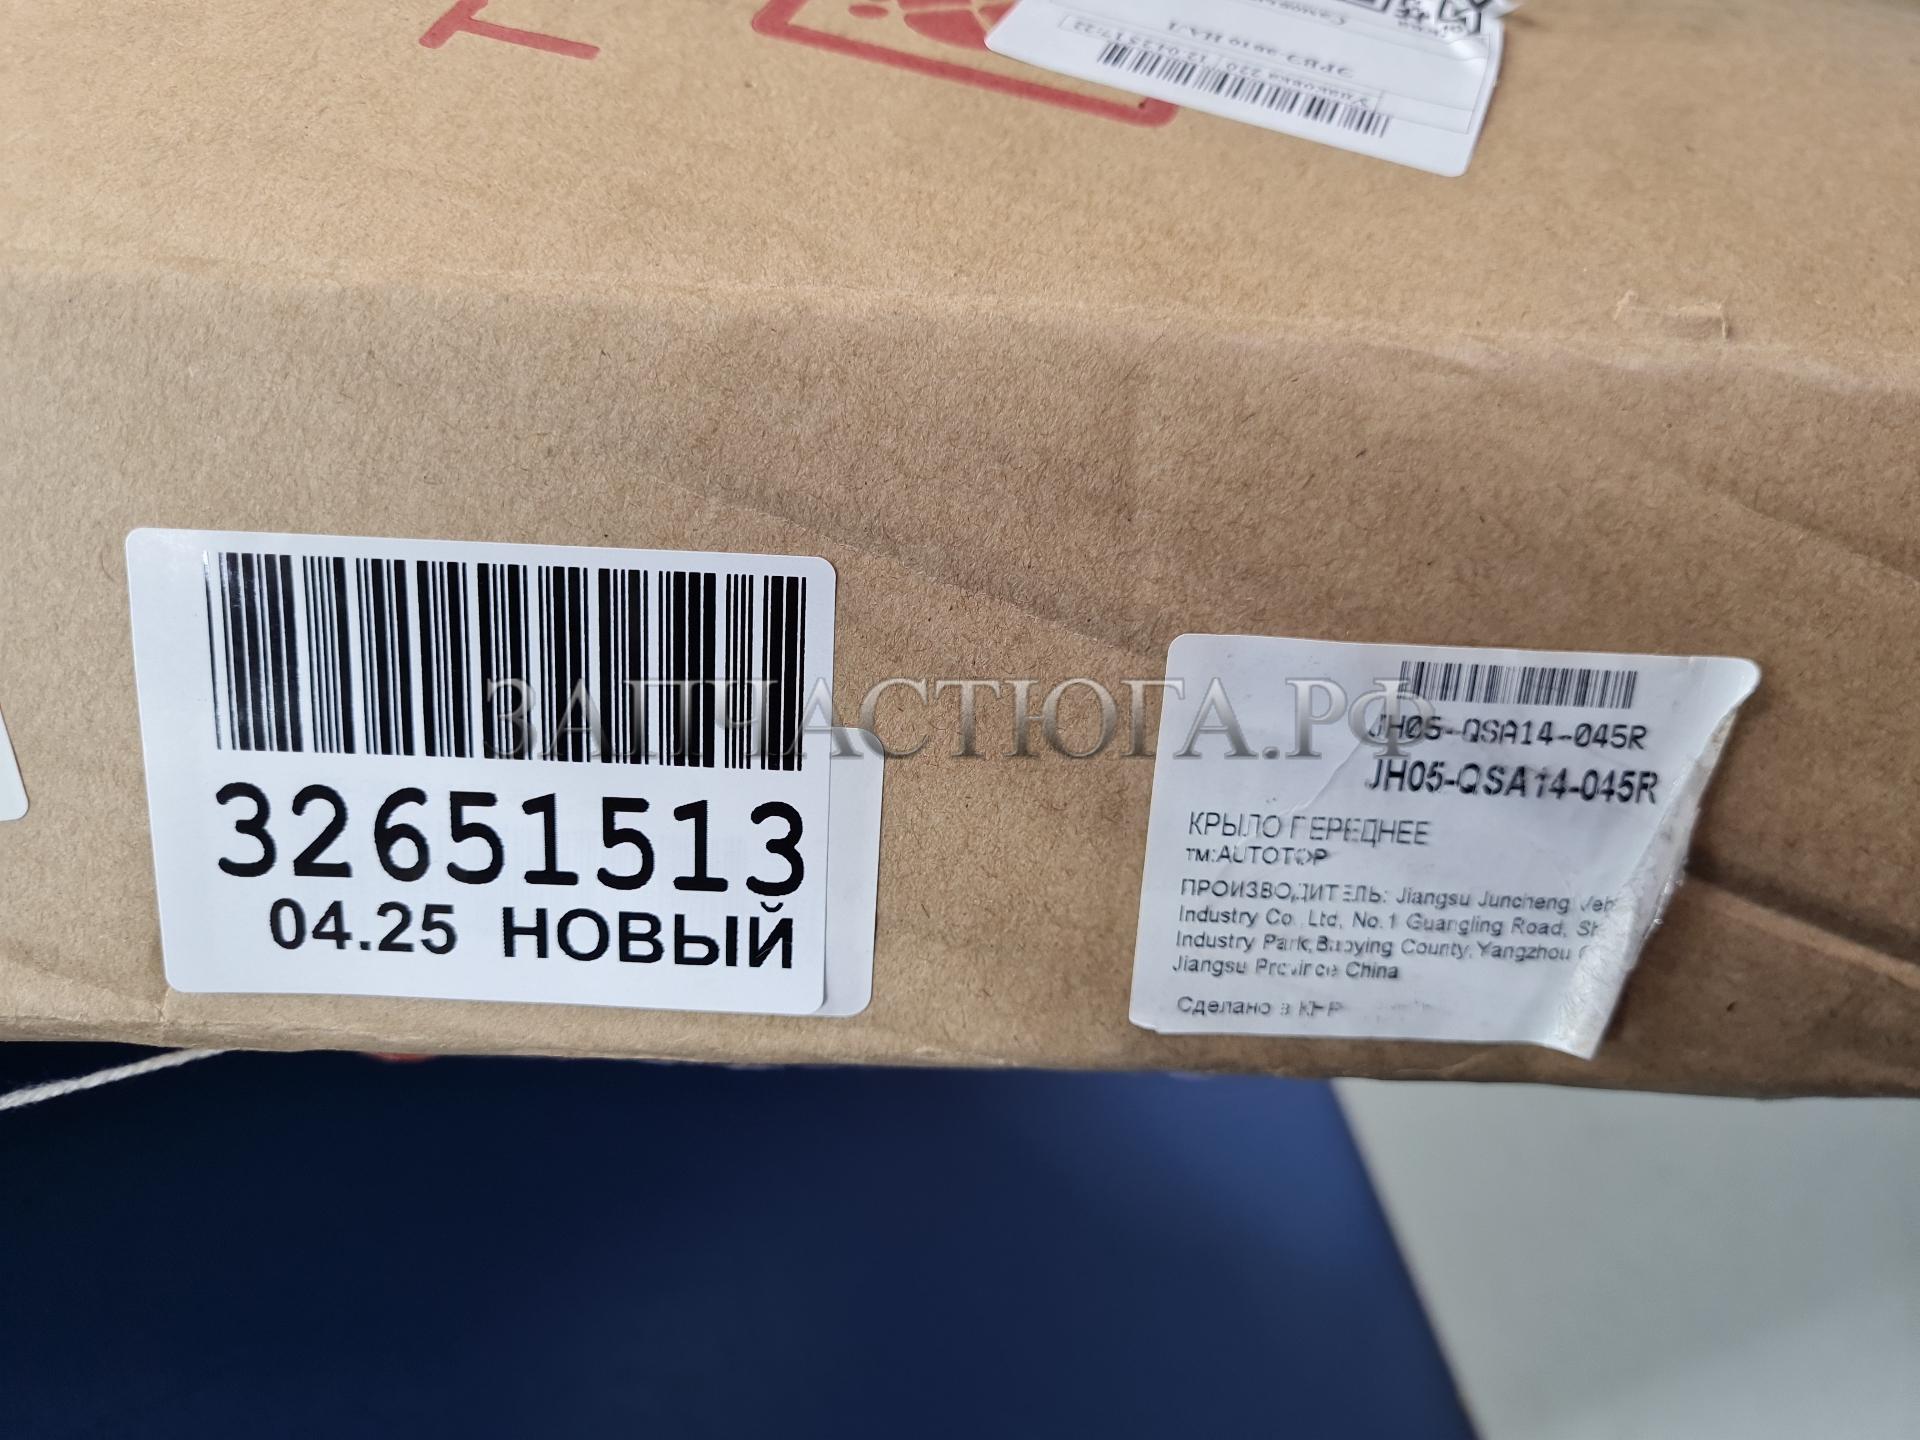 32651513
04.25 НОВЫЙ
ЗАПЧАСТЮГА.РФ
JH05-QSA14-045R
JH05-QSA14-045R
КРЫЛО ПЕРЕДНЕЕ
тм:AUTOTOP
ПРОИЗВОДИТЕЛЬ: Jiangsu Juncheng
Industry Co.,Ltd, No.1 Guangling Road,
Industry Park,Baoying County, Yangzhou
Jiangsu Province China
Сделано в КНР